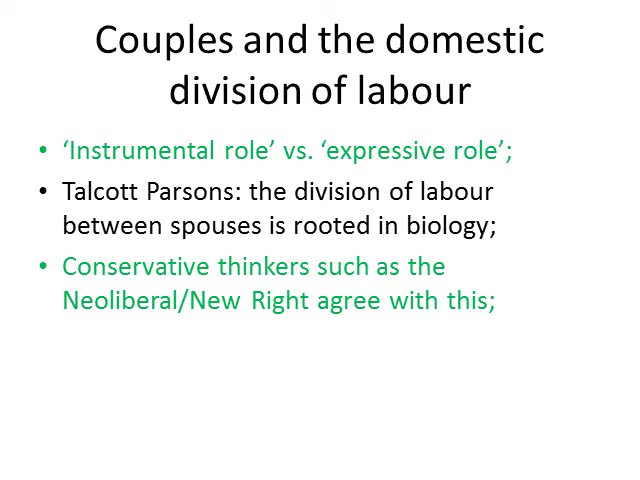 Couples and the domestic
division of labour
• ‘Instrumental role’ vs. ‘expressive role’;
• Talcott Parsons: the division of labour
between spouses is rooted in biology;
• Conservative thinkers such as the
Neoliberal/New Right agree with this;